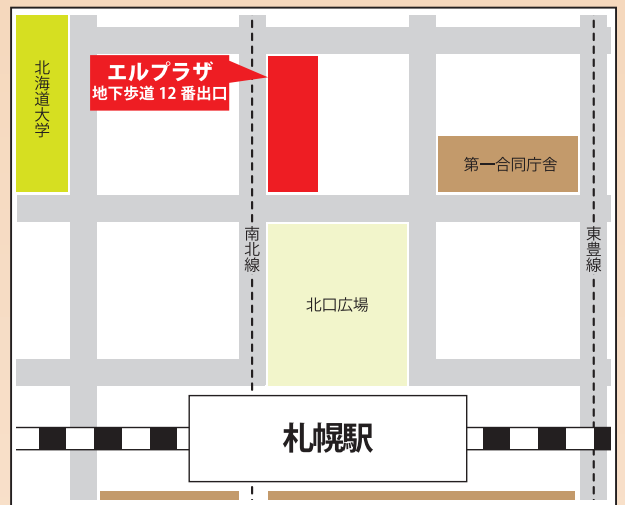 北海道大学
エルプラザ
地下歩道 12 番出口
第一合同庁舎
南北線
東豊線
北口広場
札幌駅